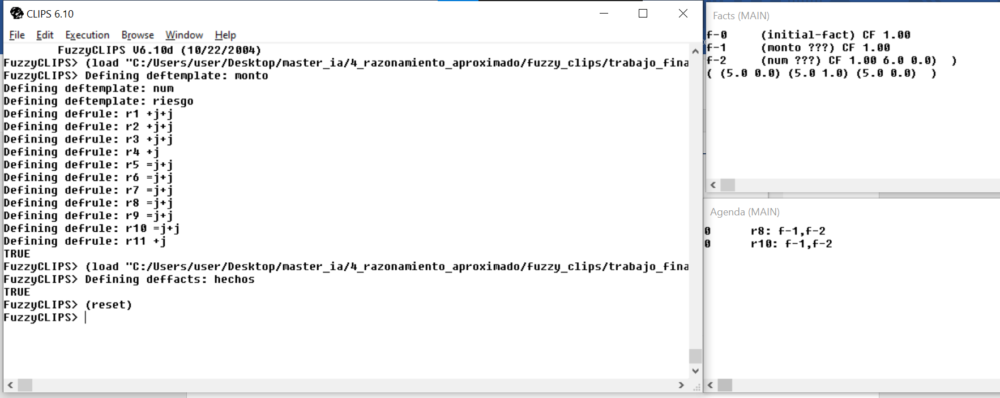 CLIPS 6.10
File Edit Execution Browse Window Help
FuzzyCLIPS V6.10d (10/22/2004)
FuzzyCLIPS> (load "C:/Users/user/Desktop/master_ia/4_razonamiento_aproximado/fuzzy_clips/trabajo_fina
FuzzyCLIPS> Defining deftemplate: monto
Defining deftemplate: num
Defining deftemplate: riesgo
Defining defrule: r1 +j+j
Defining defrule: r2 +j+j
Defining defrule: r3 +j+j
Defining defrule: r4 +j
Defining defrule: r5 =j+j
Defining defrule: r6 =j+j
Defining defrule: r7 =j+j
Defining defrule: r8 =j+j
Defining defrule: r9 =j+j
Defining defrule: r10 =j+j
Defining defrule: r11 +j
TRUE
FuzzyCLIPS> (load "C:/Users/user/Desktop/master_ia/4_razonamiento_aproximado/fuzzy_clips/trabajo_fina
FuzzyCLIPS> Defining deffacts: hechos
TRUE
FuzzyCLIPS> (reset)
FuzzyCLIPS>
Facts (MAIN)
f-0 (initial-fact) CF 1.00
f-1 (monto ???) CF 1.00
f-2 (num ???) CF 1.00 6.0 0.0) )
( (5.0 0.0) (5.0 1.0) (5.0 0.0) )
Agenda (MAIN)
0 r8: f-1,f-2
0 r10: f-1,f-2